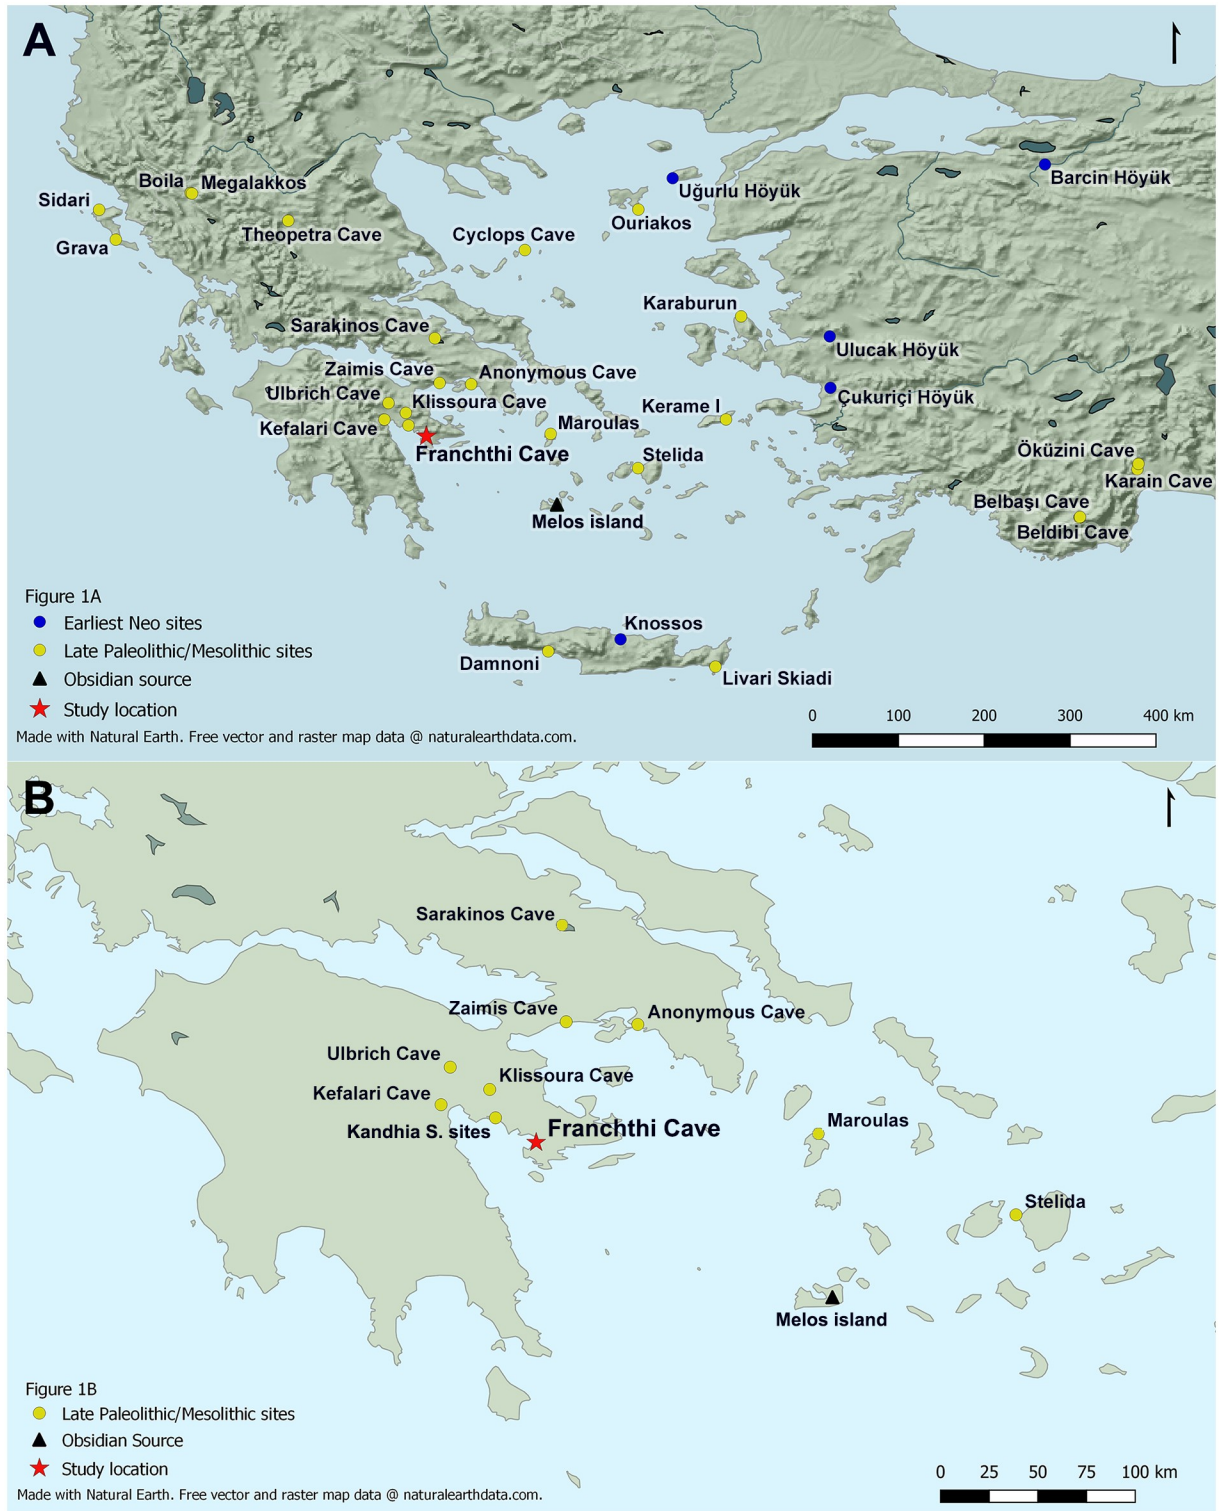 A
Boila
Megalakkos
Sidari
Grava
Theopetra Cave
Cyclops Cave
Uğurlu Höyük
Ouriakos
Barcin Höyük
Karaburun
Sarakinos Cave
Ulucak Höyük
Zaimis Cave
Anonymous Cave
Ulbrich Cave
Klissoura Cave
Çukuriçi Höyük
Kerame I
Kefalari Cave
Maroulas
Franchthi Cave
Stelida
Öküzini Cave
Karain Cave
Belbaşı Cave
Beldibi Cave
Melos island
Figure 1A
Earliest Neo sites
Late Paleolithic/Mesolithic sites
Obsidian source
Study location
Knossos
Damnoni
Livari Skiadi
0 100 200 300 400 km
Made with Natural Earth. Free vector and raster map data @ naturalearthdata.com.
B
Sarakinos Cave
Zaimis Cave
Anonymous Cave
Ulbrich Cave
Klissoura Cave
Kefalari Cave
Kandhia S. sites
Franchthi Cave
Maroulas
Stelida
Melos island
Figure 1B
Late Paleolithic/Mesolithic sites
Obsidian Source
Study location
0 25 50 75 100 km
Made with Natural Earth. Free vector and raster map data @ naturalearthdata.com.